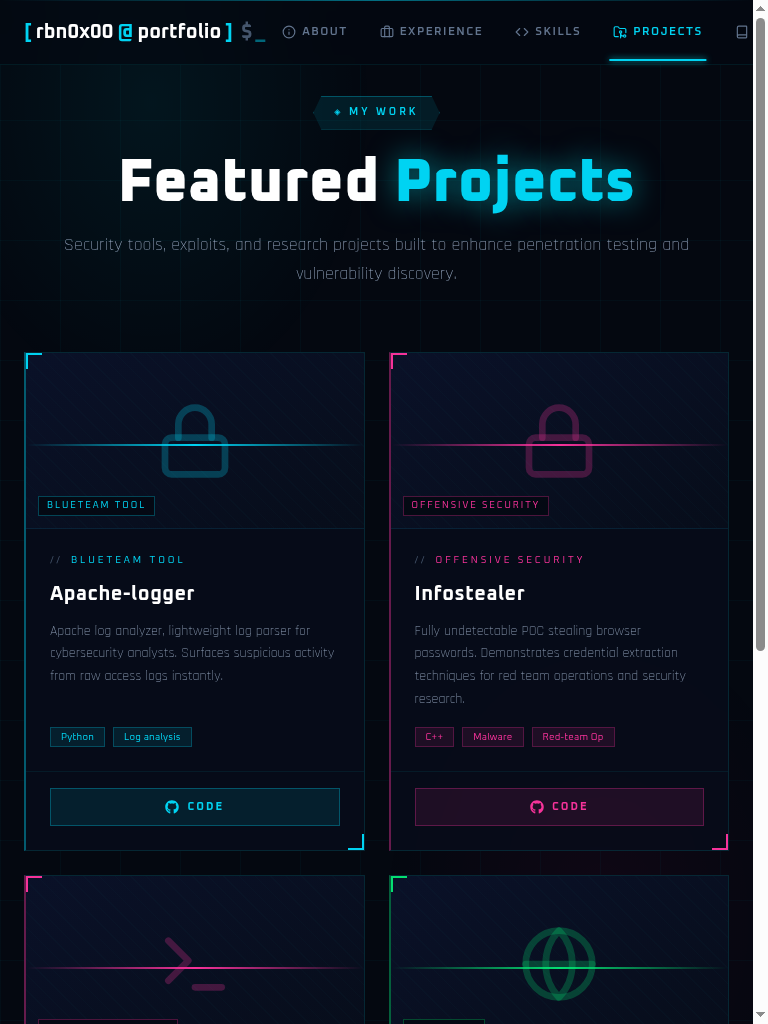 [ rbn0x00 @ portfolio ] $_
ABOUT
EXPERIENCE
SKILLS
PROJECTS
MY WORK
Featured Projects
Security tools, exploits, and research projects built to enhance penetration testing and
vulnerability discovery.
BLUETEAM TOOL
// BLUETEAM TOOL
Apache-logger
Apache log analyzer, lightweight log parser for
cybersecurity analysts. Surfaces suspicious activity
from raw access logs instantly.
Python
Log analysis
CODE
OFFENSIVE SECURITY
// OFFENSIVE SECURITY
Infostealer
Fully undetectable POC stealing browser
passwords. Demonstrates credential extraction
techniques for red team operations and security
research.
C++
Malware
Red-team Op
CODE